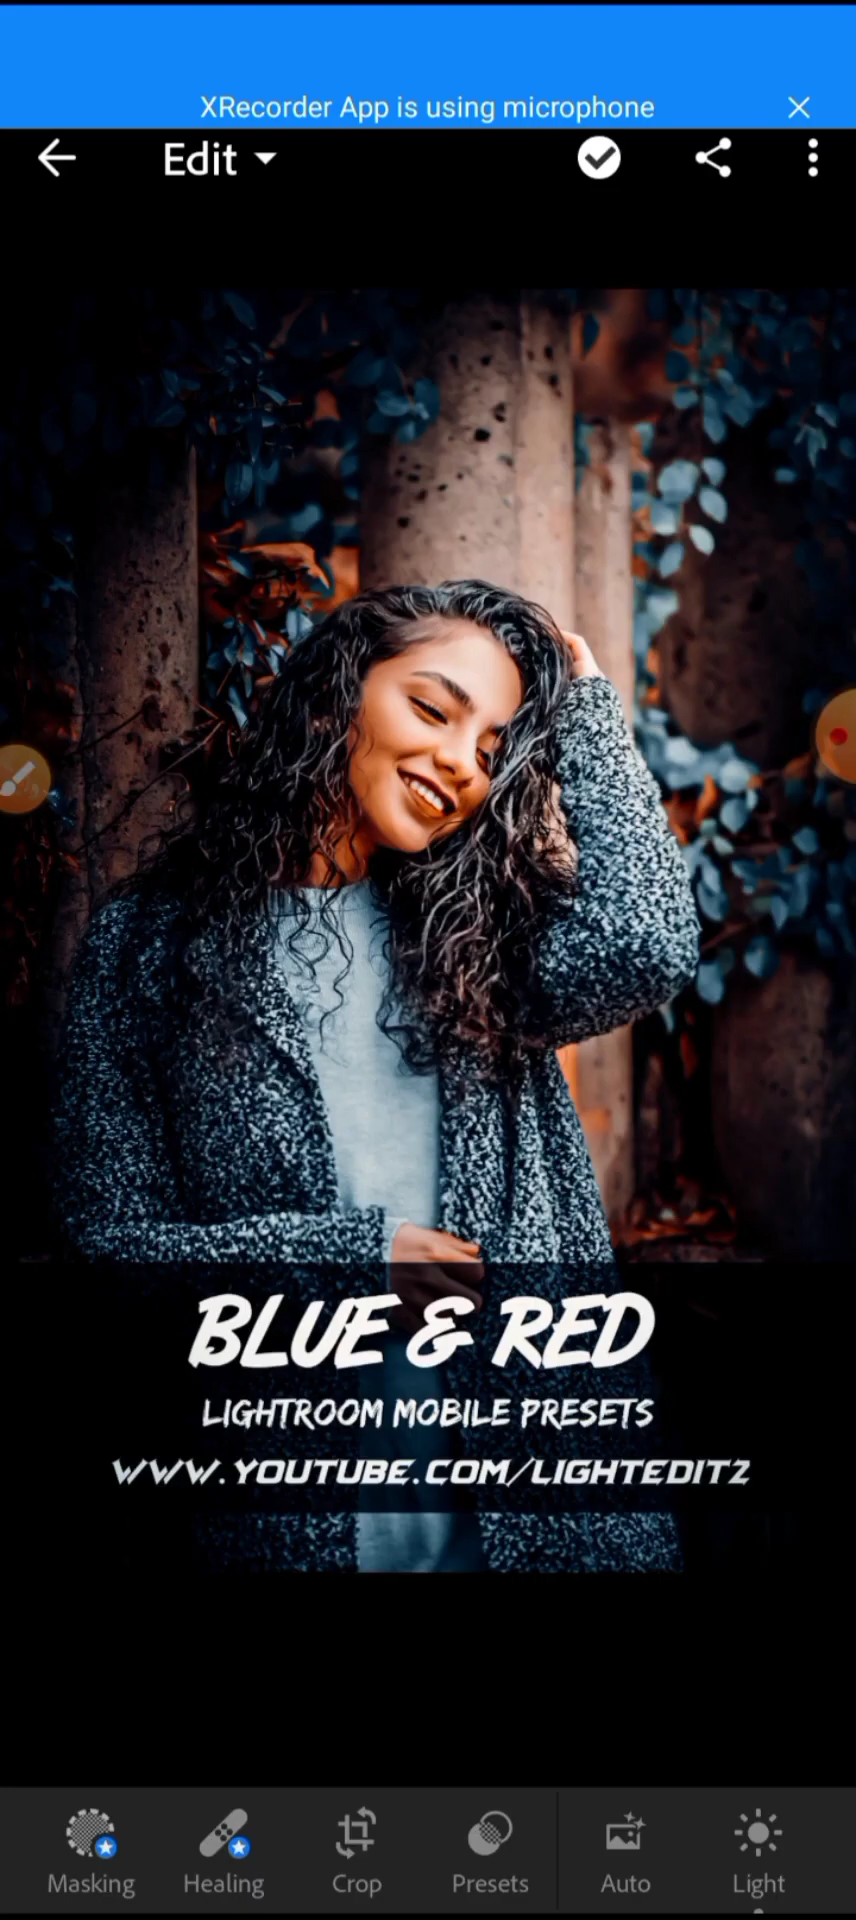 XRecorder App is using microphone
Edit
BLUE & RED
LIGHTROOM MOBILE PRESETS
WWW.YOUTUBE.COM/LIGHTEDITZ
Masking Healing Crop Presets Auto Light